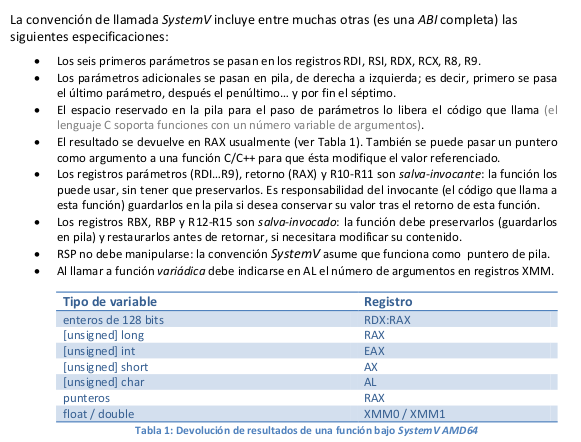 La convención de llamada SystemV incluye entre muchas otras (es una ABI completa) las
siguientes especificaciones:
• Los seis primeros parámetros se pasan en los registros RDI, RSI, RDX, RCX, R8, R9.
• Los parámetros adicionales se pasan en pila, de derecha a izquierda; es decir, primero se pasa
el último parámetro, después el penúltimo... y por fin el séptimo.
• El espacio reservado en la pila para el paso de parámetros lo libera el código que llama (el
lenguaje C soporta funciones con un número variable de argumentos).
• El resultado se devuelve en RAX usualmente (ver Tabla 1). También se puede pasar un puntero
como argumento a una función C/C++ para que ésta modifique el valor referenciado.
• Los registros parámetros (RDI...R9), retorno (RAX) y R10-R11 son salva-invocante: la función los
puede usar, sin tener que preservarlos. Es responsabilidad del invocante (el código que llama a
esta función) guardarlos en la pila si desea conservar su valor tras el retorno de esta función.
• Los registros RBX, RBP y R12-R15 son salva-invocado: la función debe preservarlos (guardarlos
en pila) y restaurarlos antes de retornar, si necesitara modificar su contenido.
• RSP no debe manipularse: la convención SystemV asume que funciona como puntero de pila.
• Al llamar a función variádica debe indicarse en AL el número de argumentos en registros XMM.
Tipo de variable Registro
enteros de 128 bits RDX:RAX
[unsigned] long RAX
[unsigned] int EAX
[unsigned] short AX
[unsigned] char AL
punteros RAX
float / double XMM0 / XMM1
Tabla 1: Devolución de resultados de una función bajo SystemV AMD64